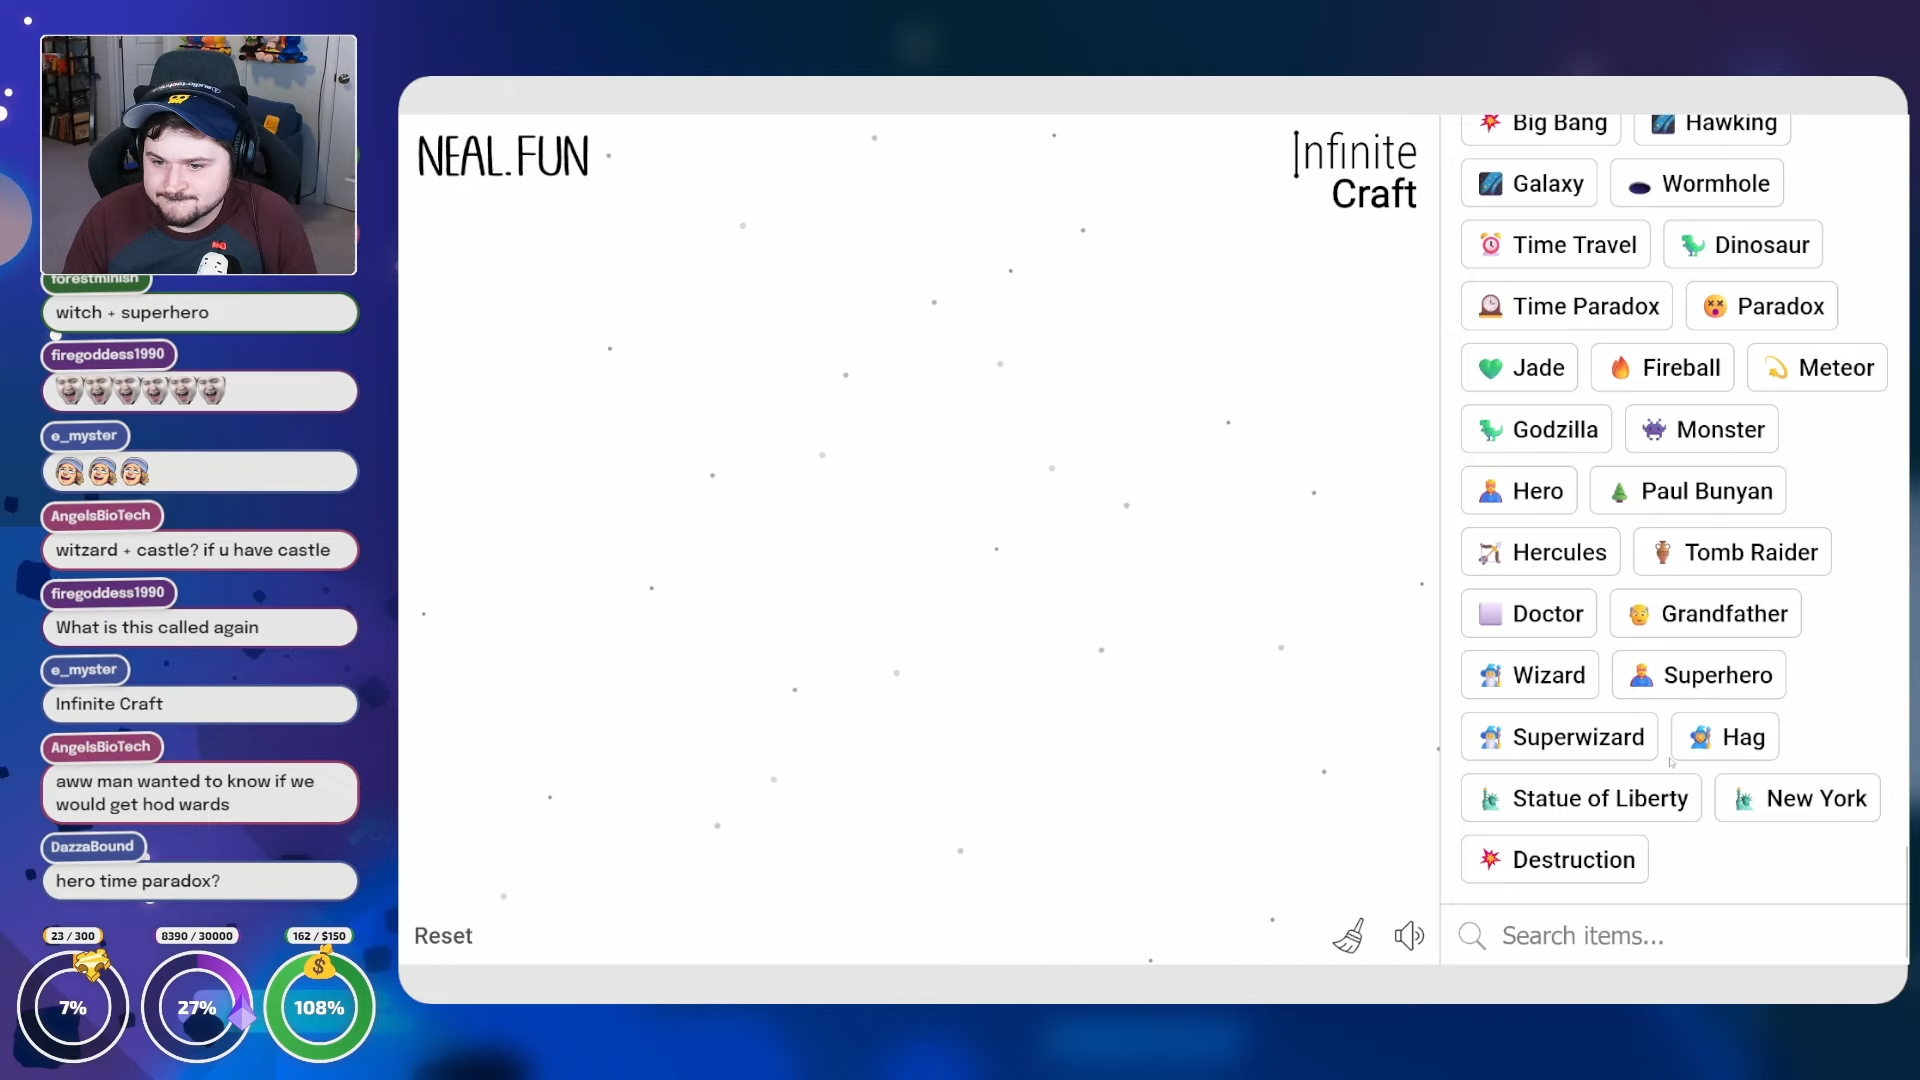 forestminish
witch + superhero
firegoddess1990
e_myster
AngelsBioTech
witzard + castle? if u have castle
firegoddess1990
What is this called again
e_myster
Infinite Craft
AngelsBioTech
aww man wanted to know if we
would get hod wards
DazzaBound
hero time paradox?
23 / 300
8390 / 30000
162 / $150
7%
27%
108%
NEAL.FUN
Infinite
Craft
Reset
Big Bang
Hawking
Galaxy
Wormhole
Time Travel
Dinosaur
Time Paradox
Paradox
Jade
Fireball
Meteor
Godzilla
Monster
Hero
Paul Bunyan
Hercules
Tomb Raider
Doctor
Grandfather
Wizard
Superhero
Superwizard
Hag
Statue of Liberty
New York
Destruction
Search items...